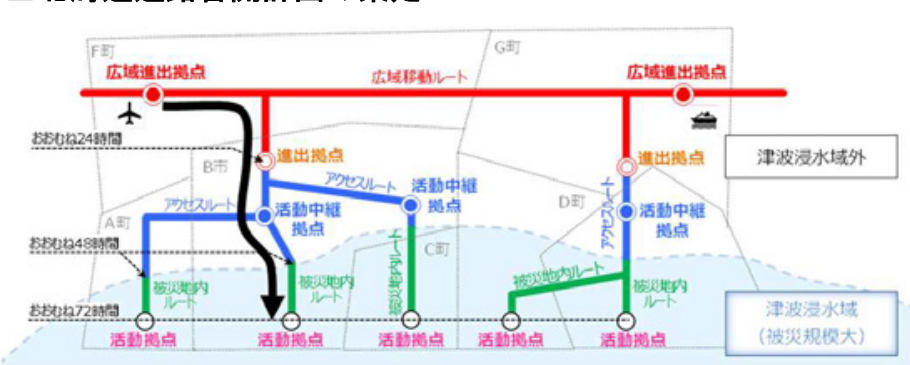 F町
G町
広域進出拠点
広域移動ルート
広域進出拠点
おおむね24時間
B市
進出拠点
進出拠点
津波浸水域外
アクセスルート
活動中継
拠点
アクセスルート
活動中継
拠点
D町
アクセスルート
活動中継
拠点
A町
おおむね48時間
C町
被災地内ルート
被災地内
ルート
被災地内
ルート
被災地内ルート
被災地内
ルート
おおむね72時間
津波浸水域
(被災規模大)
活動拠点
活動拠点
活動拠点
活動拠点
活動拠点